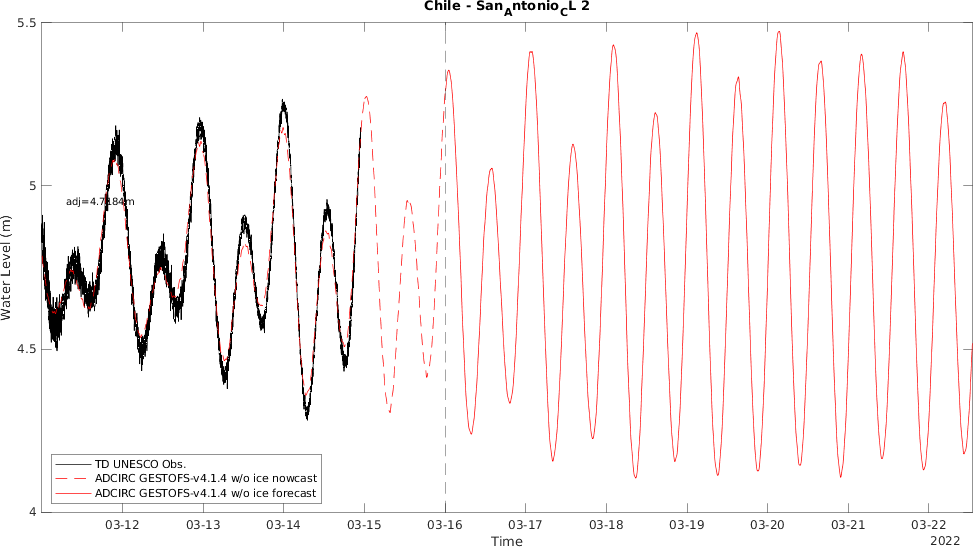 Chile - SanAntonioCL 2
5.5
5
4.5
4
Water Level (m)
adj=4.7184m
TD UNESCO Obs.
ADCIRC GESTOFS-v4.1.4 w/o ice nowcast
ADCIRC GESTOFS-v4.1.4 w/o ice forecast
03-12 03-13 03-14 03-15 03-16 03-17 03-18 03-19 03-20 03-21 03-22
Time
2022